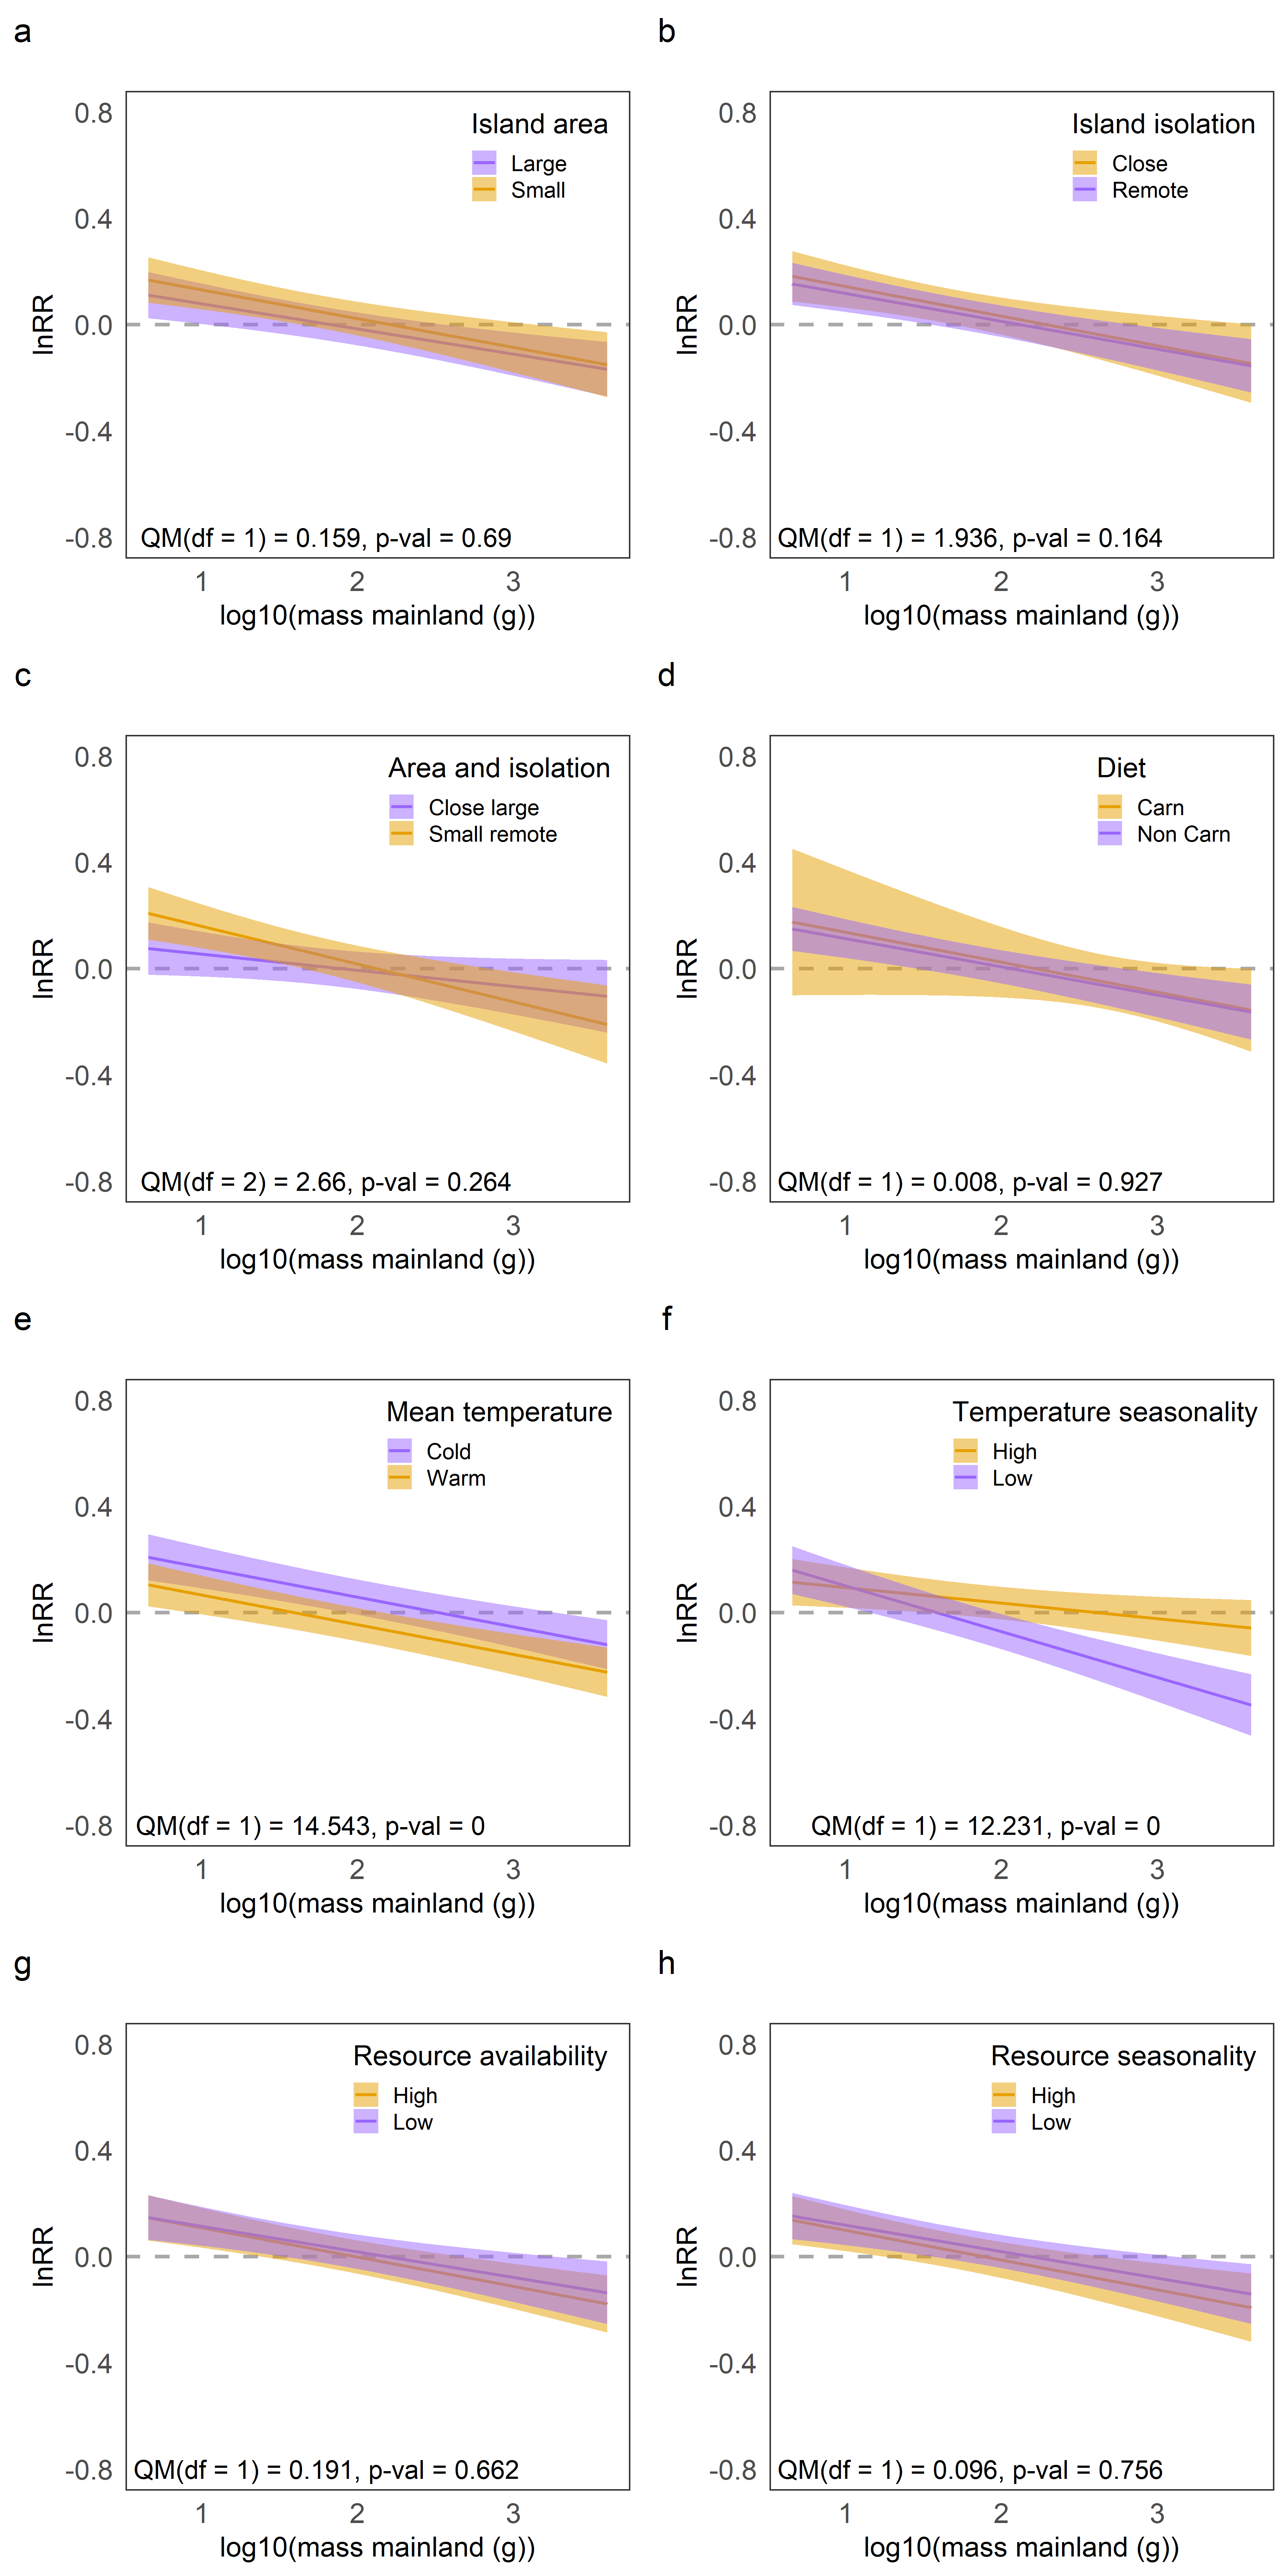 a
Island area
Large
Small
0.8
0.4
0.0
-0.4
-0.8
lnRR
QM(df = 1) = 0.159, p-val = 0.69
1 2 3
log10(mass mainland (g))
b
Island isolation
Close
Remote
0.8
0.4
0.0
-0.4
-0.8
lnRR
QM(df = 1) = 1.936, p-val = 0.164
1 2 3
log10(mass mainland (g))
c
Area and isolation
Close large
Small remote
0.8
0.4
0.0
-0.4
-0.8
lnRR
QM(df = 2) = 2.66, p-val = 0.264
1 2 3
log10(mass mainland (g))
d
Diet
Carn
Non Carn
0.8
0.4
0.0
-0.4
-0.8
lnRR
QM(df = 1) = 0.008, p-val = 0.927
1 2 3
log10(mass mainland (g))
e
Mean temperature
Cold
Warm
0.8
0.4
0.0
-0.4
-0.8
lnRR
QM(df = 1) = 14.543, p-val = 0
1 2 3
log10(mass mainland (g))
f
Temperature seasonality
High
Low
0.8
0.4
0.0
-0.4
-0.8
lnRR
QM(df = 1) = 12.231, p-val = 0
1 2 3
log10(mass mainland (g))
g
Resource availability
High
Low
0.8
0.4
0.0
-0.4
-0.8
lnRR
QM(df = 1) = 0.191, p-val = 0.662
1 2 3
log10(mass mainland (g))
h
Resource seasonality
High
Low
0.8
0.4
0.0
-0.4
-0.8
lnRR
QM(df = 1) = 0.096, p-val = 0.756
1 2 3
log10(mass mainland (g))